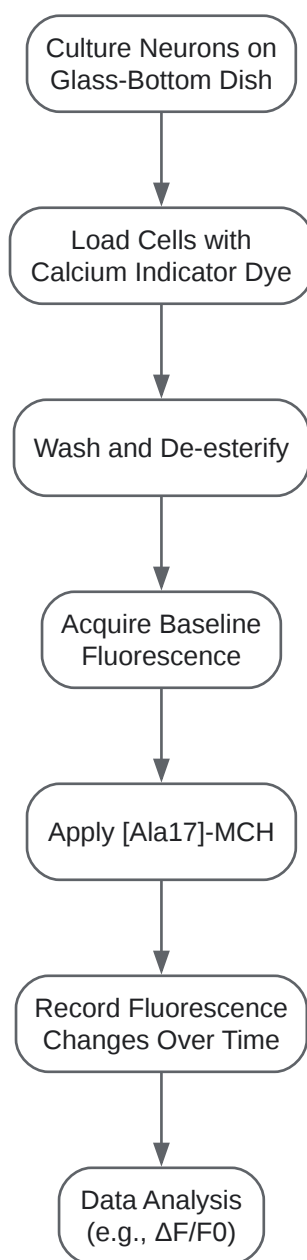 Culture Neurons on
Glass-Bottom Dish
Load Cells with
Calcium Indicator Dye
Wash and De-esterify
Acquire Baseline
Fluorescence
Apply [Ala17]-MCH
Record Fluorescence
Changes Over Time
Data Analysis
(e.g., ΔF/F0)